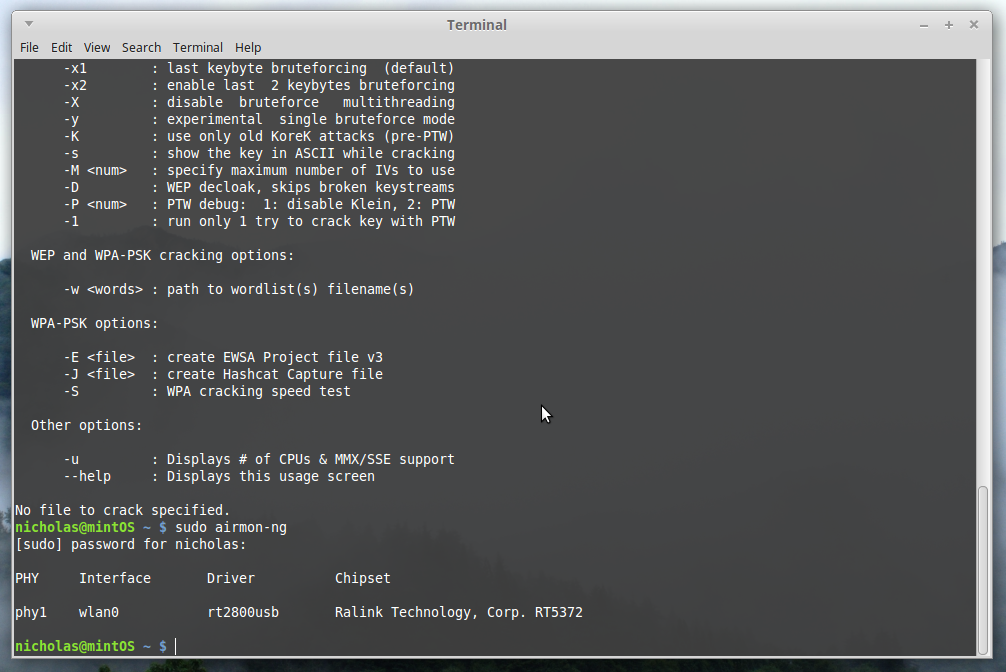 Terminal
File Edit View Search Terminal Help
      -x1        : last keybyte bruteforcing  (default)
      -x2        : enable last  2 keybytes bruteforcing
      -X         : disable  bruteforce   multithreading
      -y         : experimental  single bruteforce mode
      -K         : use only old KoreK attacks (pre-PTW)
      -s         : show the key in ASCII while cracking
      -M <num>   : specify maximum number of IVs to use
      -D         : WEP decloak, skips broken keystreams
      -P <num>   : PTW debug:  1: disable Klein, 2: PTW
      -1         : run only 1 try to crack key with PTW
  WEP and WPA-PSK cracking options:
      -w <words> : path to wordlist(s) filename(s)
  WPA-PSK options:
      -E <file>  : create EWSA Project file v3
      -J <file>  : create Hashcat Capture file
      -S         : WPA cracking speed test
  Other options:
      -u         : Displays # of CPUs & MMX/SSE support
      --help     : Displays this usage screen
No file to crack specified.
nicholas@mintOS ~ $ sudo airmon-ng
[sudo] password for nicholas:
PHY     Interface       Driver          Chipset
phy1    wlan0           rt2800usb       Ralink Technology, Corp. RT5372
nicholas@mintOS ~ $